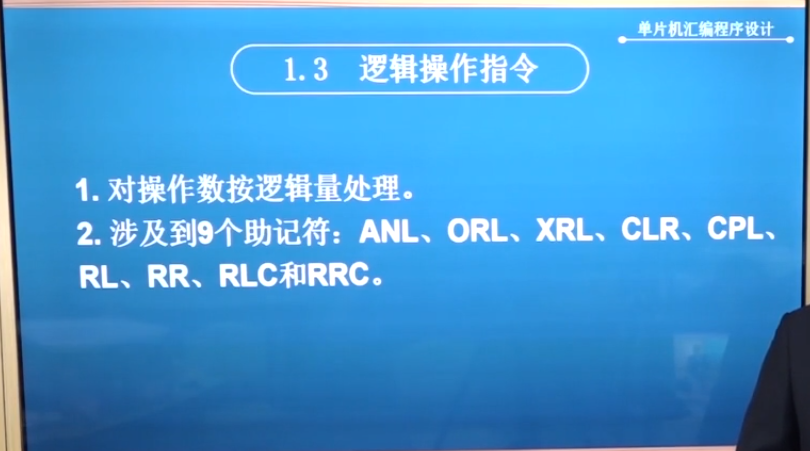 单片机汇编程序设计
1.3 逻辑操作指令
1. 对操作数按逻辑量处理。
2. 涉及到9个助记符：ANL、ORL、XRL、CLR、CPL、
RL、RR、RLC和RRC。